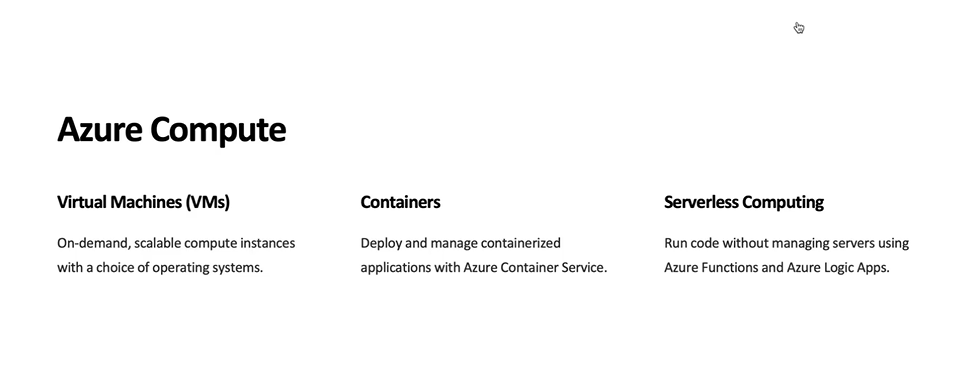 Azure Compute
Virtual Machines (VMs)
On-demand, scalable compute instances
with a choice of operating systems.
Containers
Deploy and manage containerized
applications with Azure Container Service.
Serverless Computing
Run code without managing servers using
Azure Functions and Azure Logic Apps.